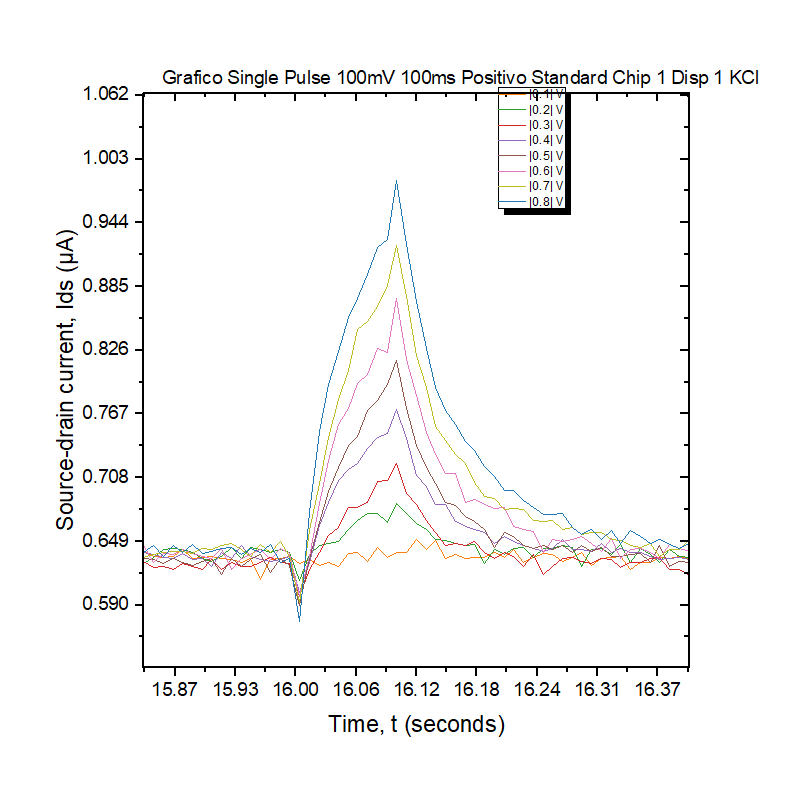 Grafico Single Pulse 100mV 100ms Positivo Standard Chip 1 Disp 1 KCl
1.062
1.003
0.944
0.885
0.826
0.767
0.708
0.649
0.590
Source-drain current, Ids (µA)
|0.1| V
|0.2| V
|0.3| V
|0.4| V
|0.5| V
|0.6| V
|0.7| V
|0.8| V
15.87 15.93 16.00 16.06 16.12 16.18 16.24 16.31 16.37
Time, t (seconds)